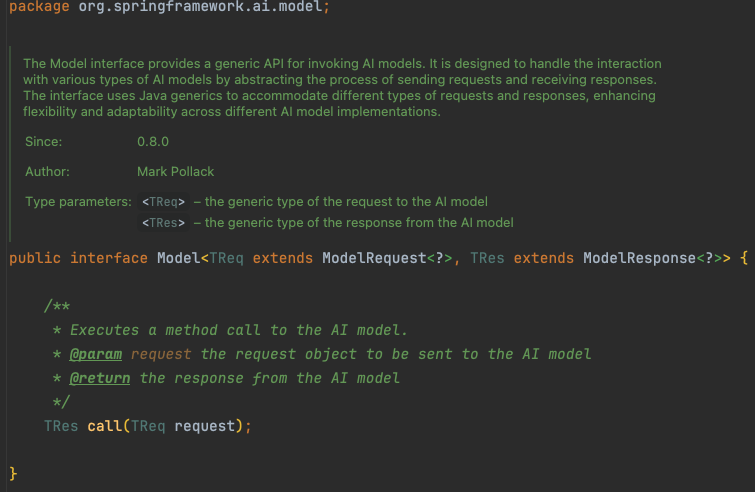 package org.springframework.ai.model;
The Model interface provides a generic API for invoking AI models. It is designed to handle the interaction
with various types of AI models by abstracting the process of sending requests and receiving responses.
The interface uses Java generics to accommodate different types of requests and responses, enhancing
flexibility and adaptability across different AI model implementations.
Since: 0.8.0
Author: Mark Pollack
Type parameters: <TReq> – the generic type of the request to the AI model
<TRes> – the generic type of the response from the AI model
public interface Model<TReq extends ModelRequest<?>, TRes extends ModelResponse<?>> {
/**
* Executes a method call to the AI model.
* @param request the request object to be sent to the AI model
* @return the response from the AI model
*/
TRes call(TReq request);
}